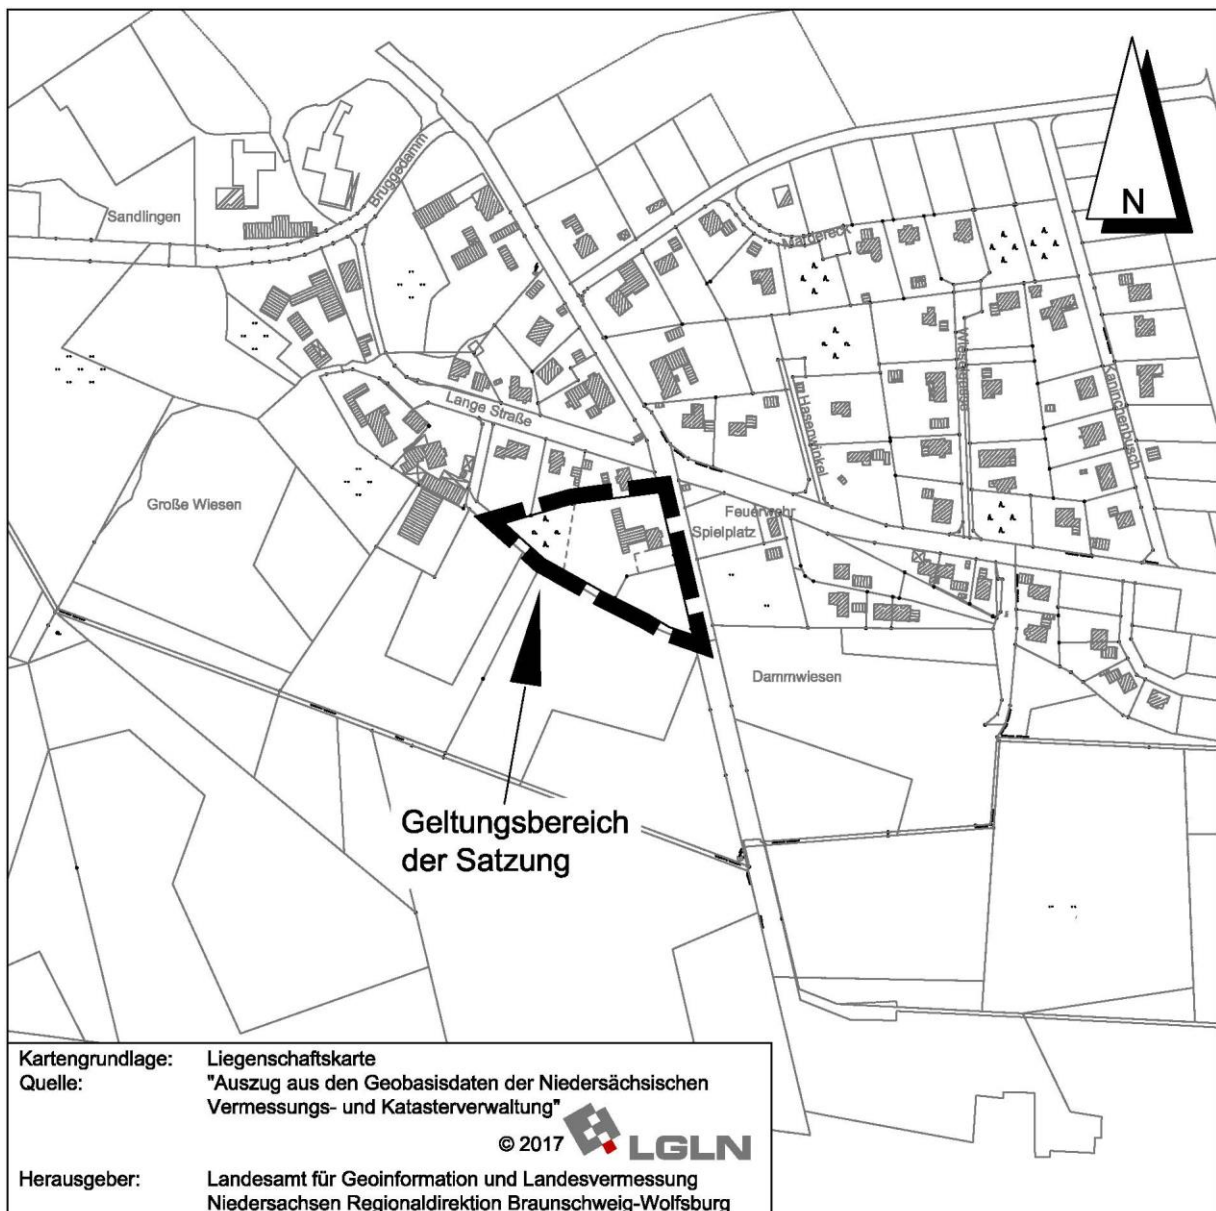 Brüggedamm
Sandlingen
N
Mardereck
Wieselgasse
Kaninchenbusch
Hasenwinkel
Lange Straße
Große Wiesen
Feuerwehr
Spielplatz
Dammwiesen
Geltungsbereich
der Satzung
Kartengrundlage: Liegenschaftskarte
Quelle: "Auszug aus den Geobasisdaten der Niedersächsischen
Vermessungs- und Katasterverwaltung"
© 2017 LGLN
Herausgeber: Landesamt für Geoinformation und Landesvermessung
Niedersachsen Regionaldirektion Braunschweig-Wolfsburg